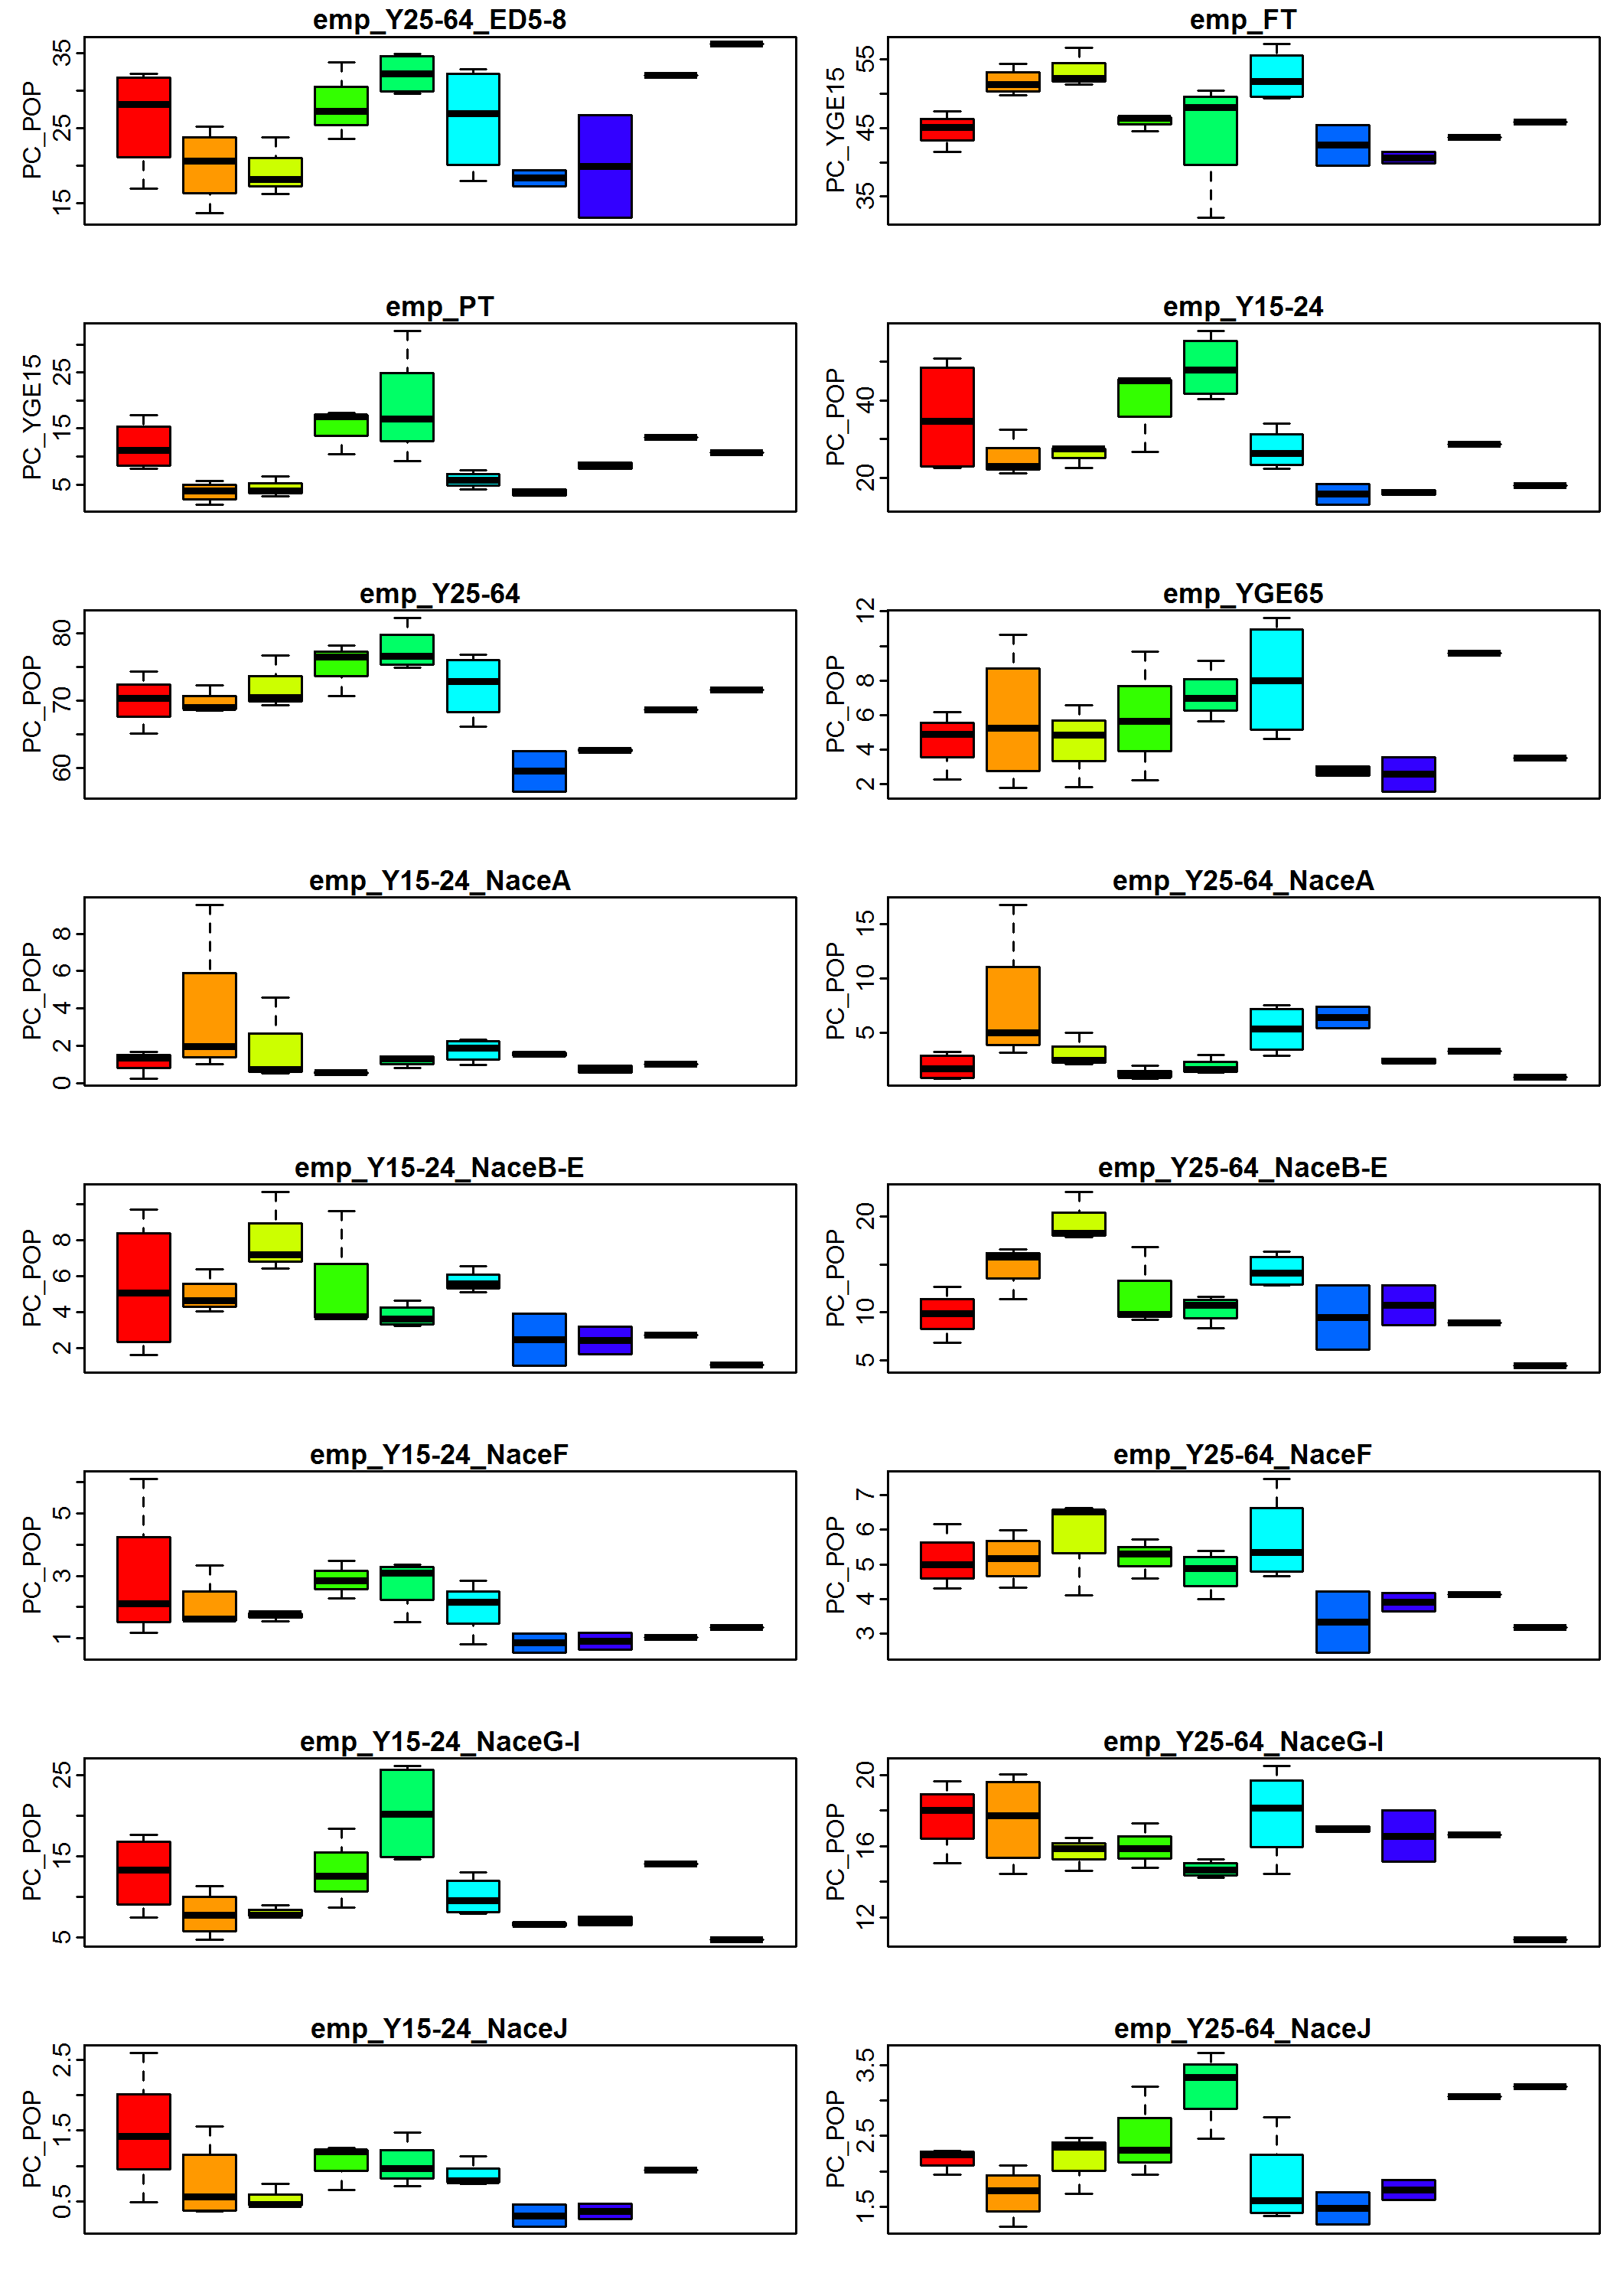 emp_Y25-64_ED5-8
PC_POP
35
25
15
emp_FT
PC_YGE15
55
45
35
emp_PT
PC_YGE15
25
15
5
emp_Y15-24
PC_POP
40
20
emp_Y25-64
PC_POP
80
70
60
emp_YGE65
PC_POP
12
8
6
4
2
emp_Y15-24_NaceA
PC_POP
8
6
4
2
0
emp_Y25-64_NaceA
PC_POP
15
10
5
emp_Y15-24_NaceB-E
PC_POP
8
6
4
2
emp_Y25-64_NaceB-E
PC_POP
20
10
5
emp_Y15-24_NaceF
PC_POP
5
3
1
emp_Y25-64_NaceF
PC_POP
7
6
5
4
3
emp_Y15-24_NaceG-I
PC_POP
25
15
5
emp_Y25-64_NaceG-I
PC_POP
20
16
12
emp_Y15-24_NaceJ
PC_POP
2.5
1.5
0.5
emp_Y25-64_NaceJ
PC_POP
3.5
2.5
1.5